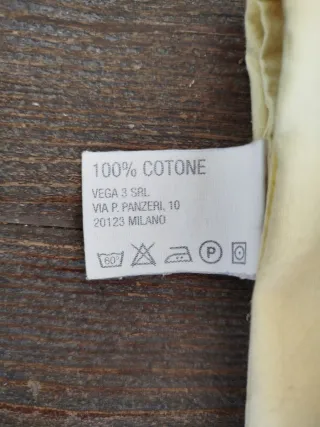 100% COTONE
VEGA 3 SRL
VIA P. PANZERI, 10
20123 MILANO
60° P